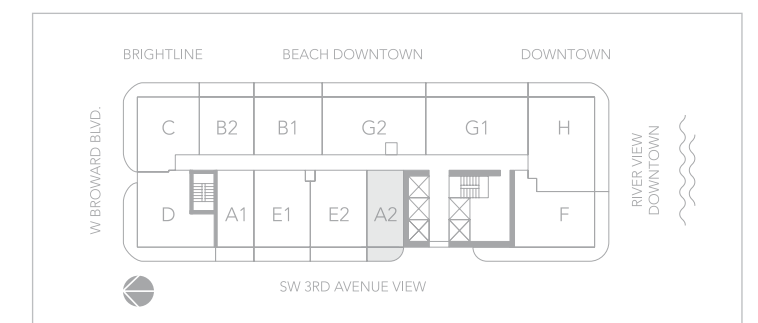 BRIGHTLINE BEACH DOWNTOWN DOWNTOWN
W BROWARD BLVD.
C B2 B1 G2 G1 H
RIVER VIEW
DOWNTOWN
D A1 E1 E2 A2 F
SW 3RD AVENUE VIEW